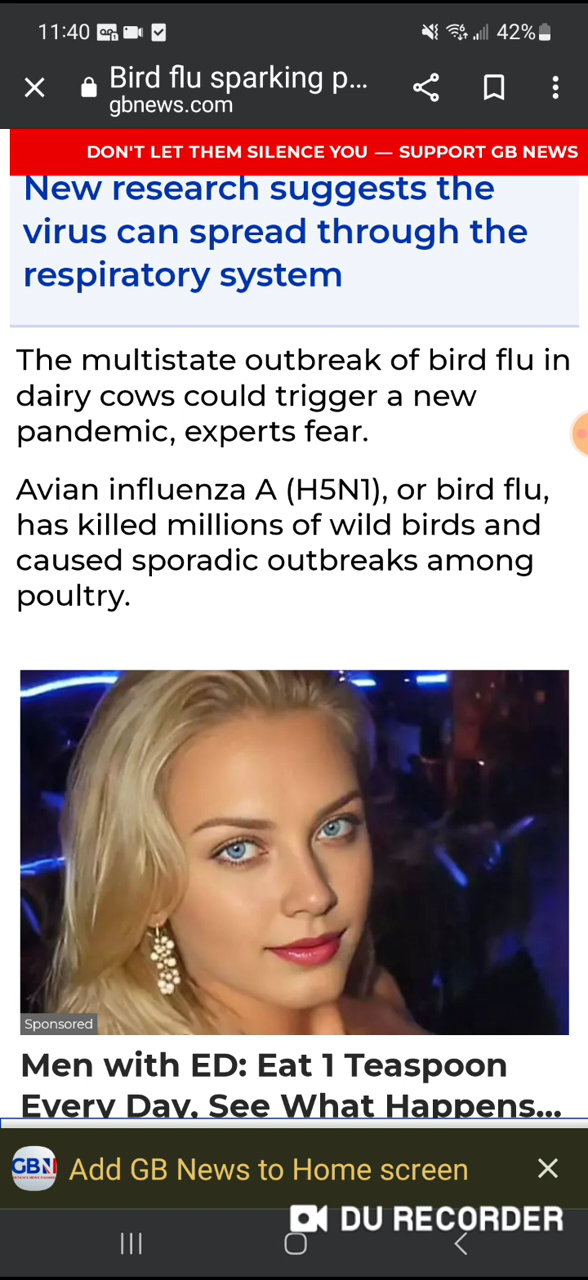 11:40
42%
Bird flu sparking p...
gbnews.com
DON'T LET THEM SILENCE YOU — SUPPORT GB NEWS
New research suggests the
virus can spread through the
respiratory system
The multistate outbreak of bird flu in
dairy cows could trigger a new
pandemic, experts fear.
Avian influenza A (H5N1), or bird flu,
has killed millions of wild birds and
caused sporadic outbreaks among
poultry.
Sponsored
Men with ED: Eat 1 Teaspoon
Every Day, See What Happens...
GBN
Add GB News to Home screen
DU RECORDER